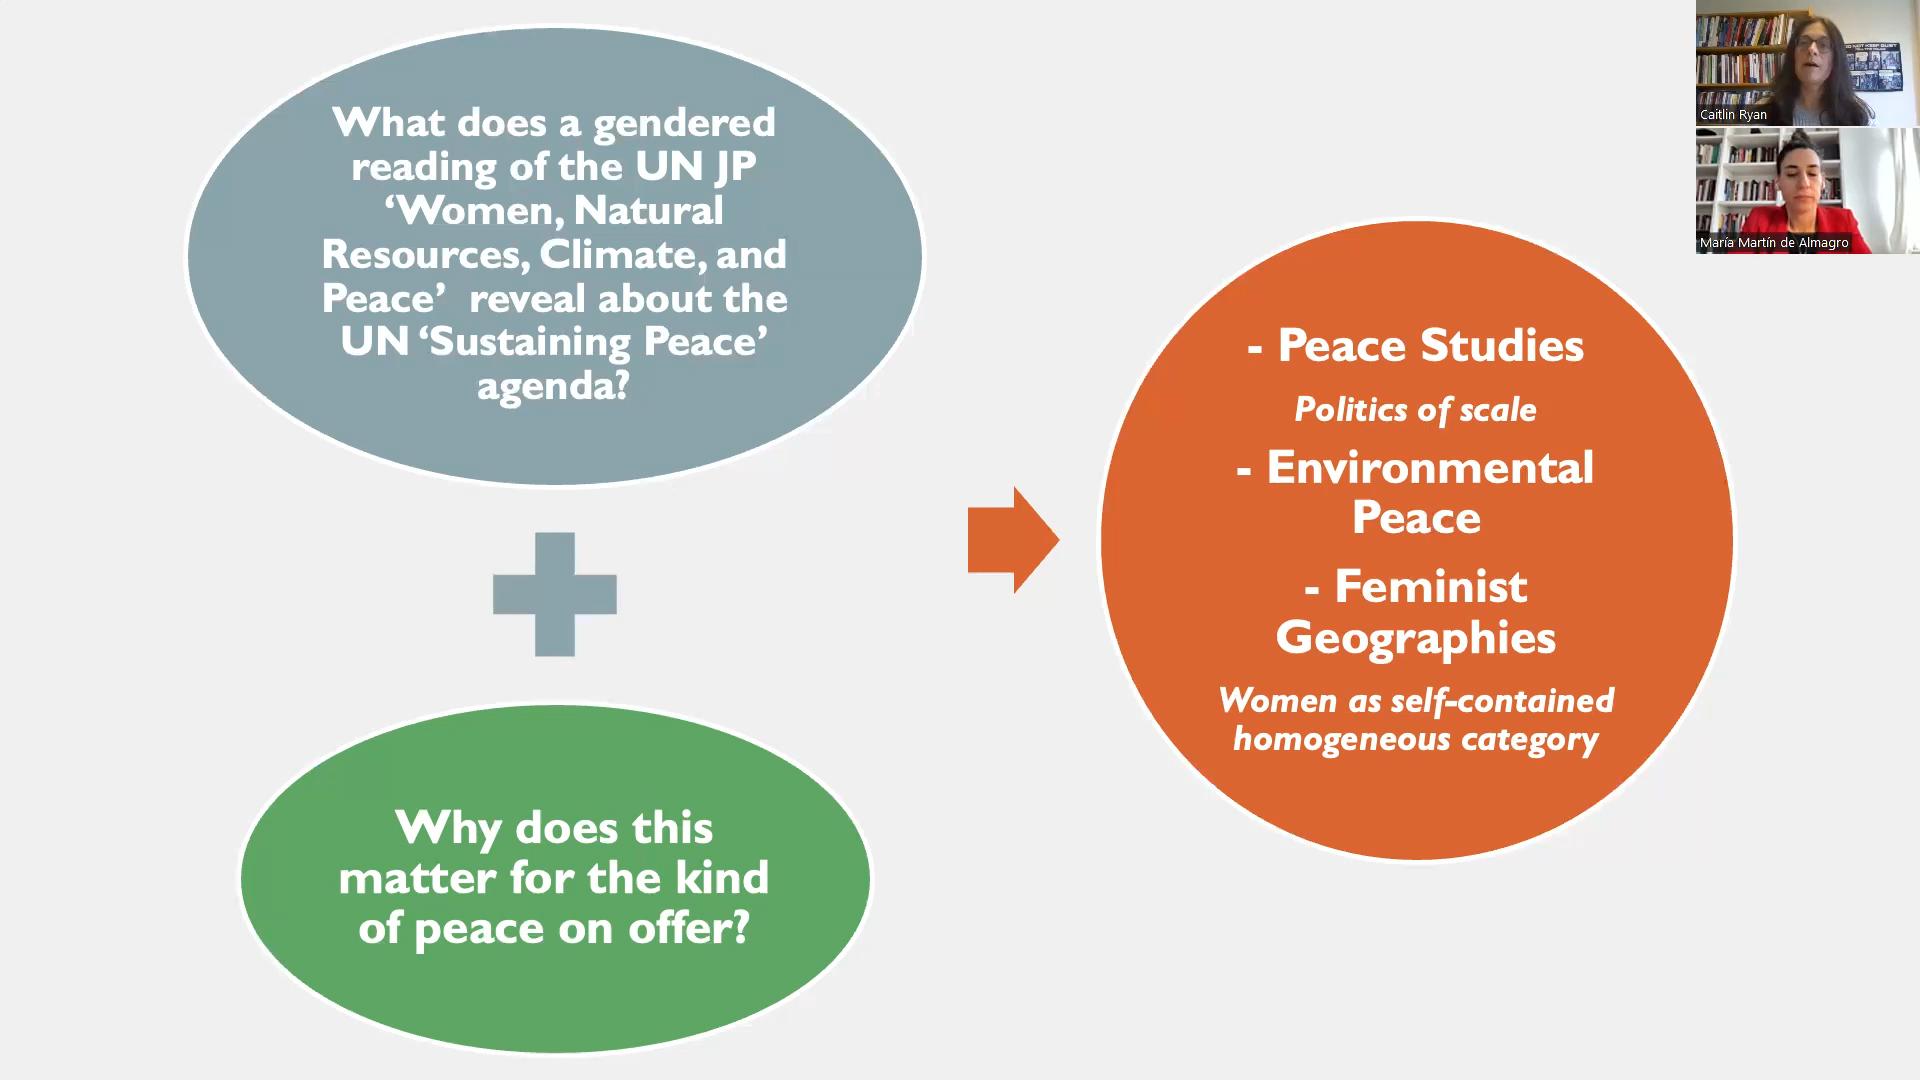 What does a gendered
reading of the UN JP
‘Women, Natural
Resources, Climate, and
Peace’  reveal about the
UN ‘Sustaining Peace’
agenda?
Why does this
matter for the kind
of peace on offer?
- Peace Studies
Politics of scale
- Environmental
Peace
- Feminist
Geographies
Women as self-contained
homogeneous category
Caitlin Ryan
María Martín de Almagro